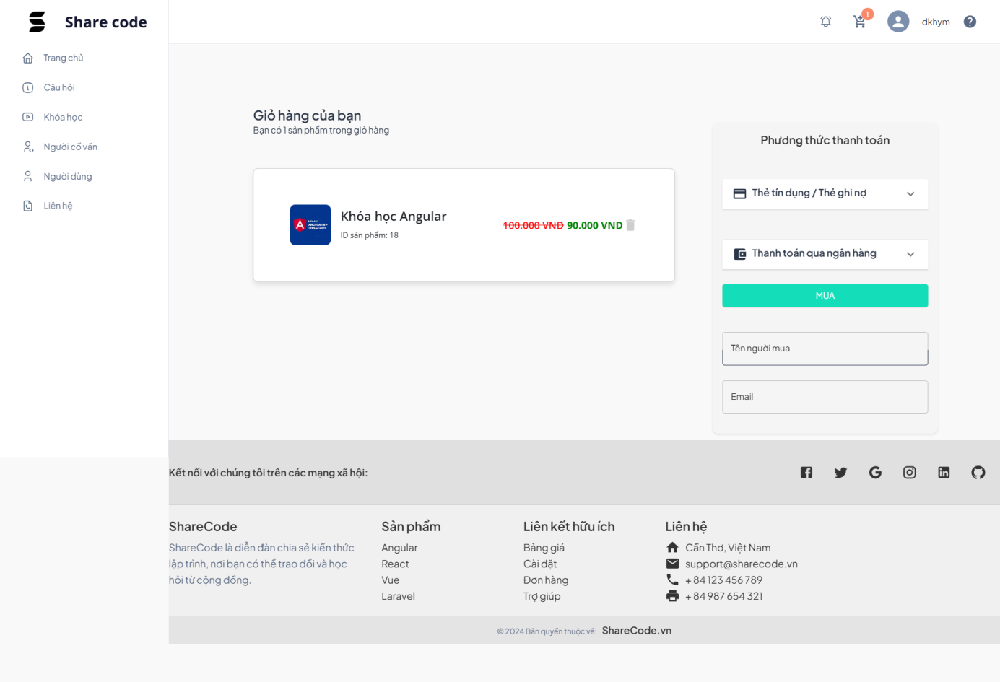 Share code
1
dkhym
Trang chủ
Câu hỏi
Khóa học
Người cố vấn
Người dùng
Liên hệ
Giỏ hàng của bạn
Bạn có 1 sản phẩm trong giỏ hàng
Khóa học Angular
ID sản phẩm: 18
100.000 VND 90.000 VND
Phương thức thanh toán
Thẻ tín dụng / Thẻ ghi nợ
Thanh toán qua ngân hàng
MUA
Tên người mua
Email
Kết nối với chúng tôi trên các mạng xã hội:
ShareCode
ShareCode là diễn đàn chia sẻ kiến thức
lập trình, nơi bạn có thể trao đổi và học
hỏi từ cộng đồng.
Sản phẩm
Angular
React
Vue
Laravel
Liên kết hữu ích
Bảng giá
Cài đặt
Đơn hàng
Trợ giúp
Liên hệ
Cần Thơ, Việt Nam
support@sharecode.vn
+ 84 123 456 789
+ 84 987 654 321
© 2024 Bản quyền thuộc về: ShareCode.vn